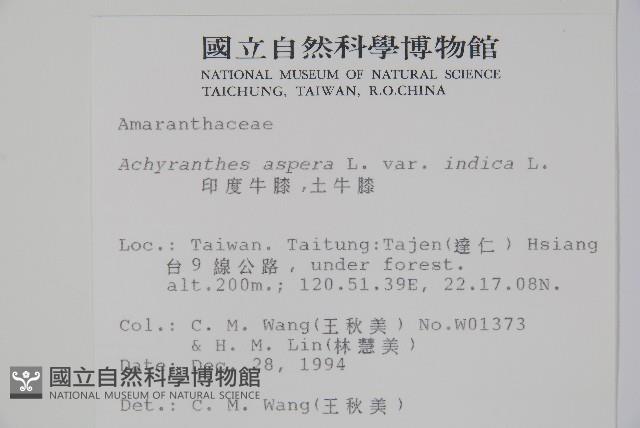 國立自然科學博物館
NATIONAL MUSEUM OF NATURAL SCIENCE
TAICHUNG, TAIWAN, R.O.CHINA
Amaranthaceae
Achyranthes aspera L. var. indica L.
印度牛膝,土牛膝
Loc.: Taiwan. Taitung:Tajen(達仁) Hsiang
台9線公路, under forest.
alt.200m.; 120.51.39E, 22.17.08N.
Col.: C. M. Wang(王秋美) No.W01373
& H. M. Lin(林慧美)
Date: Dec. 28, 1994
國立自然科學博物館
NATIONAL MUSEUM OF NATURAL SCIENCE
Det.: C. M. Wang(王秋美)